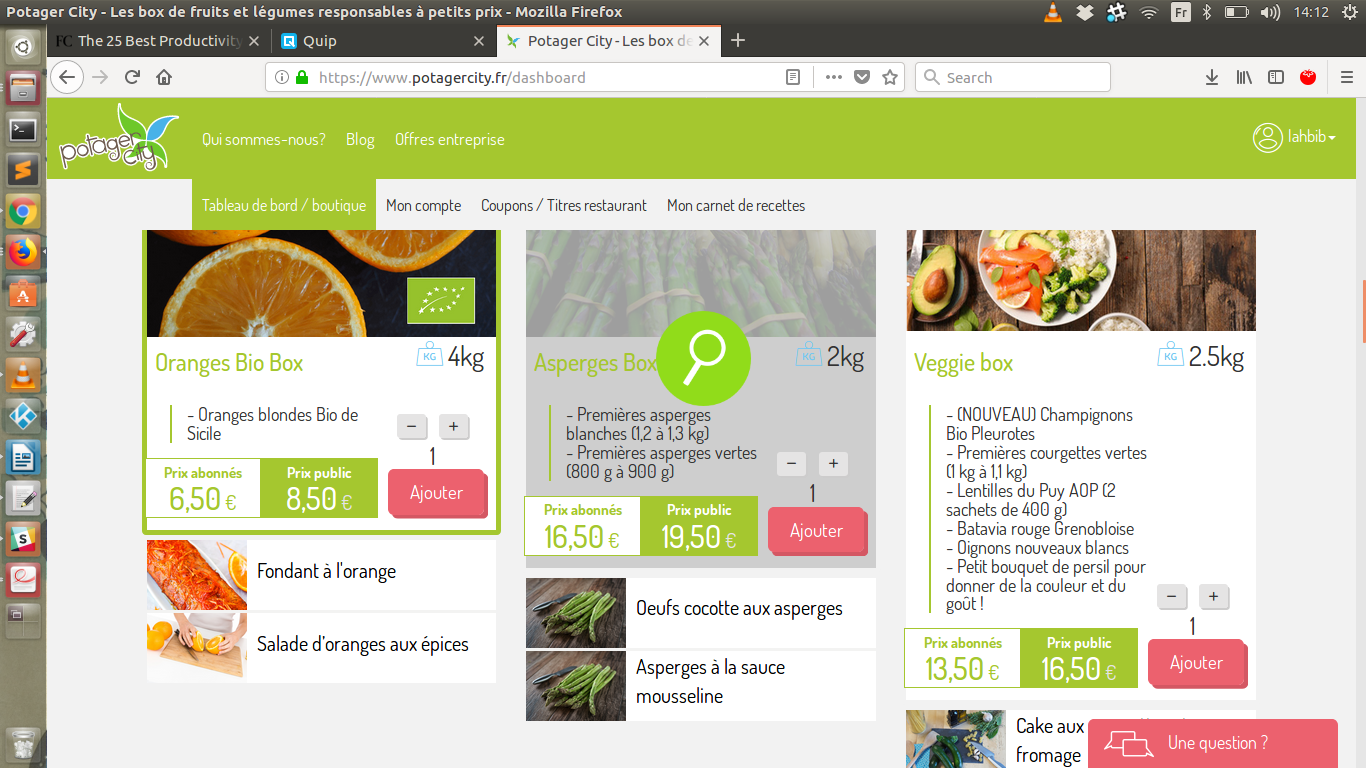 Potager City - Les box de fruits et légumes responsables à petits prix - Mozilla Firefox
Fr
14:12
FC The 25 Best Productivity
Quip
Potager City - Les box de
https://www.potagercity.fr/dashboard
Search
potager city
Qui sommes-nous?
Blog
Offres entreprise
lahbib
Tableau de bord / boutique
Mon compte
Coupons / Titres restaurant
Mon carnet de recettes
Oranges Bio Box
KG 4kg
- Oranges blondes Bio de
Sicile
− +
1
Prix abonnés
6,50 €
Prix public
8,50 €
Ajouter
Fondant à l'orange
Salade d'oranges aux épices
Asperges Box
KG 2kg
- Premières asperges
blanches (1,2 à 1,3 kg)
- Premières asperges vertes
(800 g à 900 g)
− +
1
Prix abonnés
16,50 €
Prix public
19,50 €
Ajouter
Oeufs cocotte aux asperges
Asperges à la sauce
mousseline
Veggie box
KG 2.5kg
- (NOUVEAU) Champignons
Bio Pleurotes
- Premières courgettes vertes
(1 kg à 1,1 kg)
- Lentilles du Puy AOP (2
sachets de 400 g)
- Batavia rouge Grenobloise
- Oignons nouveaux blancs
- Petit bouquet de persil pour
donner de la couleur et du
goût !
− +
1
Prix abonnés
13,50 €
Prix public
16,50 €
Ajouter
Cake aux
fromage
Une question ?